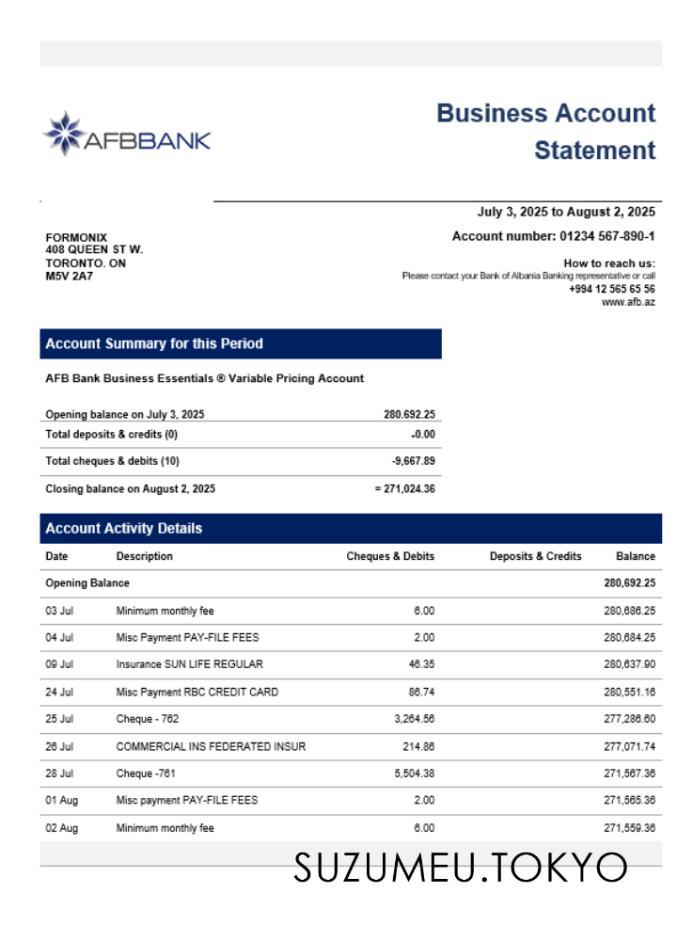 AFBBANK
Business Account
Statement
July 3, 2025 to August 2, 2025
FORMONIX
408 QUEEN ST W.
TORONTO. ON
M5V 2A7
Account number: 01234 567-890-1
How to reach us:
Please contact your Bank of Albania Banking representative or call
+994 12 565 65 56
www.afb.az
Account Summary for this Period
AFB Bank Business Essentials ® Variable Pricing Account
Opening balance on July 3, 2025 280.692.25
Total deposits & credits (0) -0.00
Total cheques & debits (10) -9,667.89
Closing balance on August 2, 2025 = 271,024.36
Account Activity Details
Date Description Cheques & Debits Deposits & Credits Balance
Opening Balance 280,692.25
03 Jul Minimum monthly fee 6.00 280,686.25
04 Jul Misc Payment PAY-FILE FEES 2.00 280,684.25
09 Jul Insurance SUN LIFE REGULAR 46.35 280,637.90
24 Jul Misc Payment RBC CREDIT CARD 86.74 280,551.16
25 Jul Cheque - 762 3,264.56 277,286.60
26 Jul COMMERCIAL INS FEDERATED INSUR 214.86 277,071.74
28 Jul Cheque -761 5,504.38 271,567.36
01 Aug Misc payment PAY-FILE FEES 2.00 271,565.36
02 Aug Minimum monthly fee 6.00 271,559.36
SUZUMEU.TOKYO